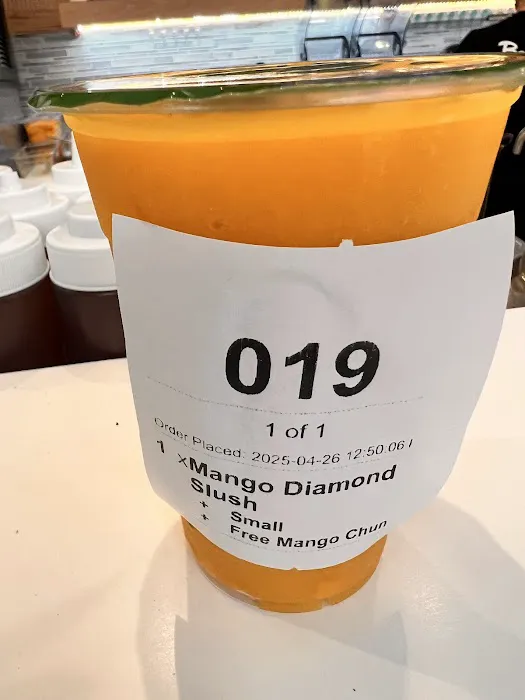 019
1 of 1
Order Placed: 2025-04-26 12:50:06
1 xMango Diamond
Slush
+ Small
+ Free Mango Chun